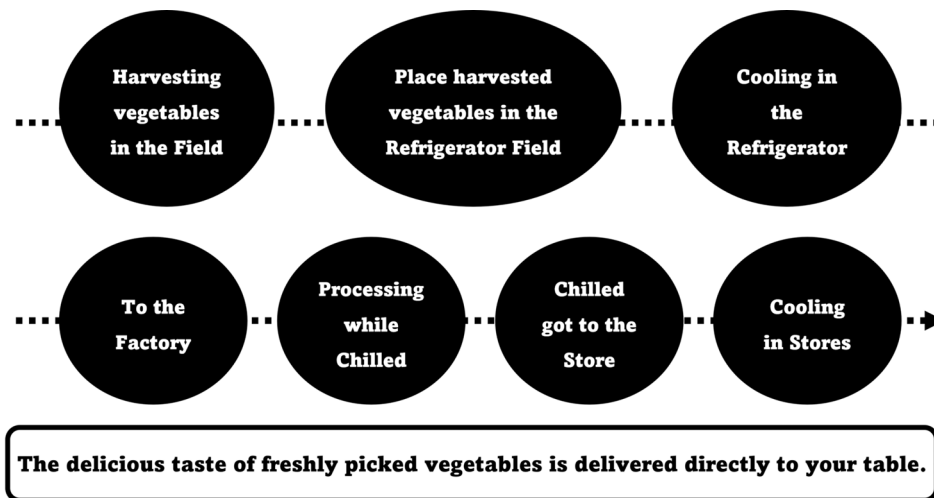 Harvesting
vegetables
in the Field
Place harvested
vegetables in the
Refrigerator Field
Cooling in
the
Refrigerator
To the
Factory
Processing
while
Chilled
Chilled
got to the
Store
Cooling
in Stores
The delicious taste of freshly picked vegetables is delivered directly to your table.